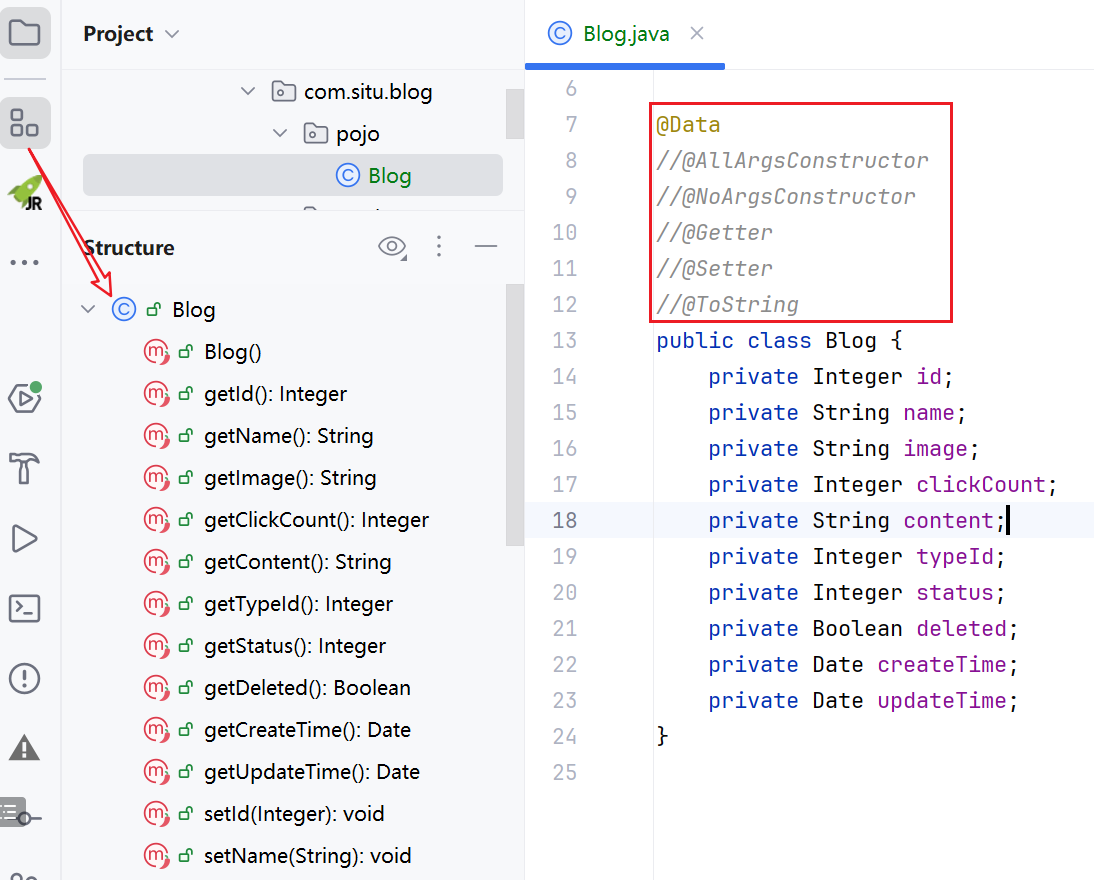 Project
com.situ.blog
pojo
Blog
JR
Structure
Blog
Blog()
getId(): Integer
getName(): String
getImage(): String
getClickCount(): Integer
getContent(): String
getTypeId(): Integer
getStatus(): Integer
getDeleted(): Boolean
getCreateTime(): Date
getUpdateTime(): Date
setId(Integer): void
setName(String): void
Blog.java
6
7 @Data
8 //@AllArgsConstructor
9 //@NoArgsConstructor
10 //@Getter
11 //@Setter
12 //@ToString
13 public class Blog {
14 private Integer id;
15 private String name;
16 private String image;
17 private Integer clickCount;
18 private String content;
19 private Integer typeId;
20 private Integer status;
21 private Boolean deleted;
22 private Date createTime;
23 private Date updateTime;
24 }
25